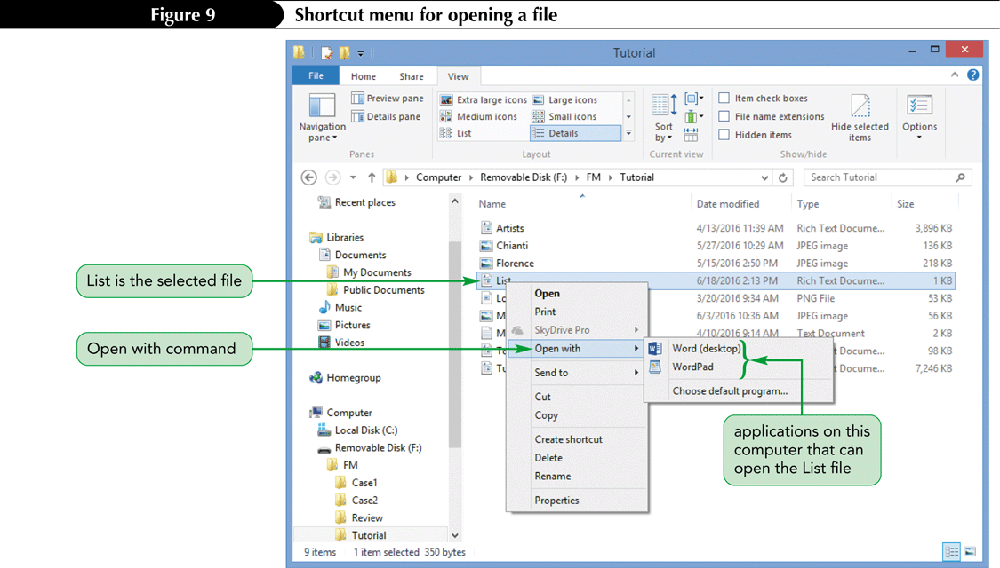 Figure 9
Shortcut menu for opening a file
Tutorial
File
Home
Share
View
Navigation
pane
Preview pane
Details pane
Panes
Extra large icons
Large icons
Medium icons
Small icons
List
Details
Layout
Sort
by
Current view
Item check boxes
File name extensions
Hidden items
Hide selected
items
Show/hide
Options
Computer
Removable Disk (F:)
FM
Tutorial
Search Tutorial
Recent places
Libraries
Documents
My Documents
Public Documents
Music
Pictures
Videos
Homegroup
Computer
Local Disk (C:)
Removable Disk (F:)
FM
Case1
Case2
Review
Tutorial
Name Date modified Type Size
Artists 4/13/2016 11:39 AM Rich Text Docume... 3,896 KB
Chianti 5/27/2016 10:29 AM JPEG image 136 KB
Florence 5/15/2016 2:50 PM JPEG image 218 KB
List 6/18/2016 2:13 PM Rich Text Docume... 1 KB
Lo 3/20/2016 9:34 AM PNG File 53 KB
M 6/3/2016 10:36 AM JPEG image 56 KB
M 4/10/2016 9:14 AM Text Document 2 KB
To t Docume... 98 KB
Tu t Docume... 7,246 KB
Open
Print
SkyDrive Pro
Open with
Send to
Cut
Copy
Create shortcut
Delete
Rename
Properties
Word (desktop)
WordPad
Choose default program...
List is the selected file
Open with command
applications on this
computer that can
open the List file
9 items 1 item selected 350 bytes